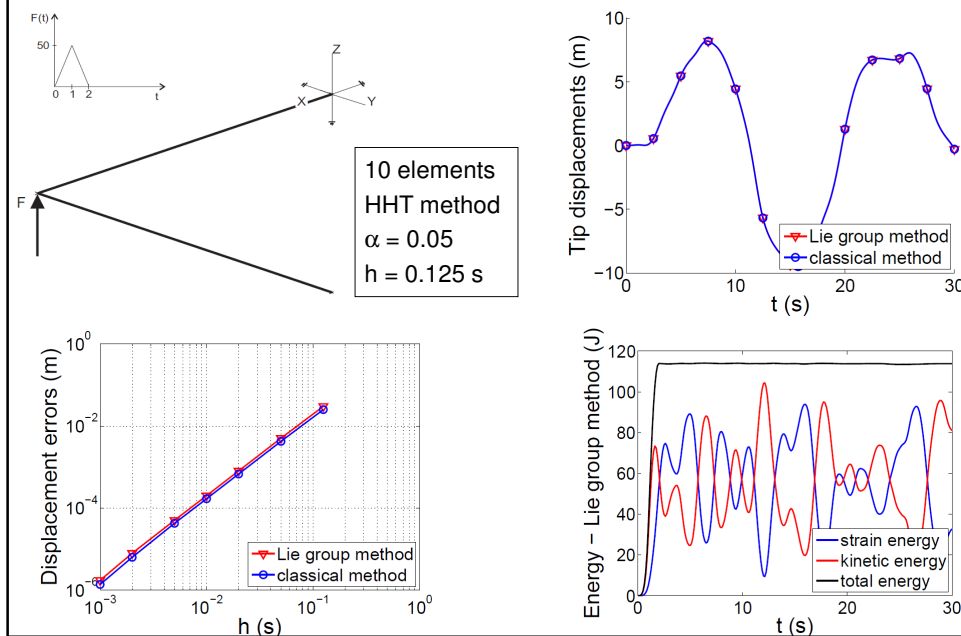 F(t)
50
0 1 2 t
Z
X
Y
F
10 elements
HHT method
α = 0.05
h = 0.125 s
Tip displacements (m)
10
5
0
−5
−10
0 10 20 30
t (s)
Lie group method
classical method
Displacement errors (m)
10^0
10^−2
10^−4
10^−6
10^−3 10^−2 10^−1 10^0
h (s)
Lie group method
classical method
Energy − Lie group method (J)
120
100
80
60
40
20
0
0 10 20 30
t (s)
strain energy
kinetic energy
total energy